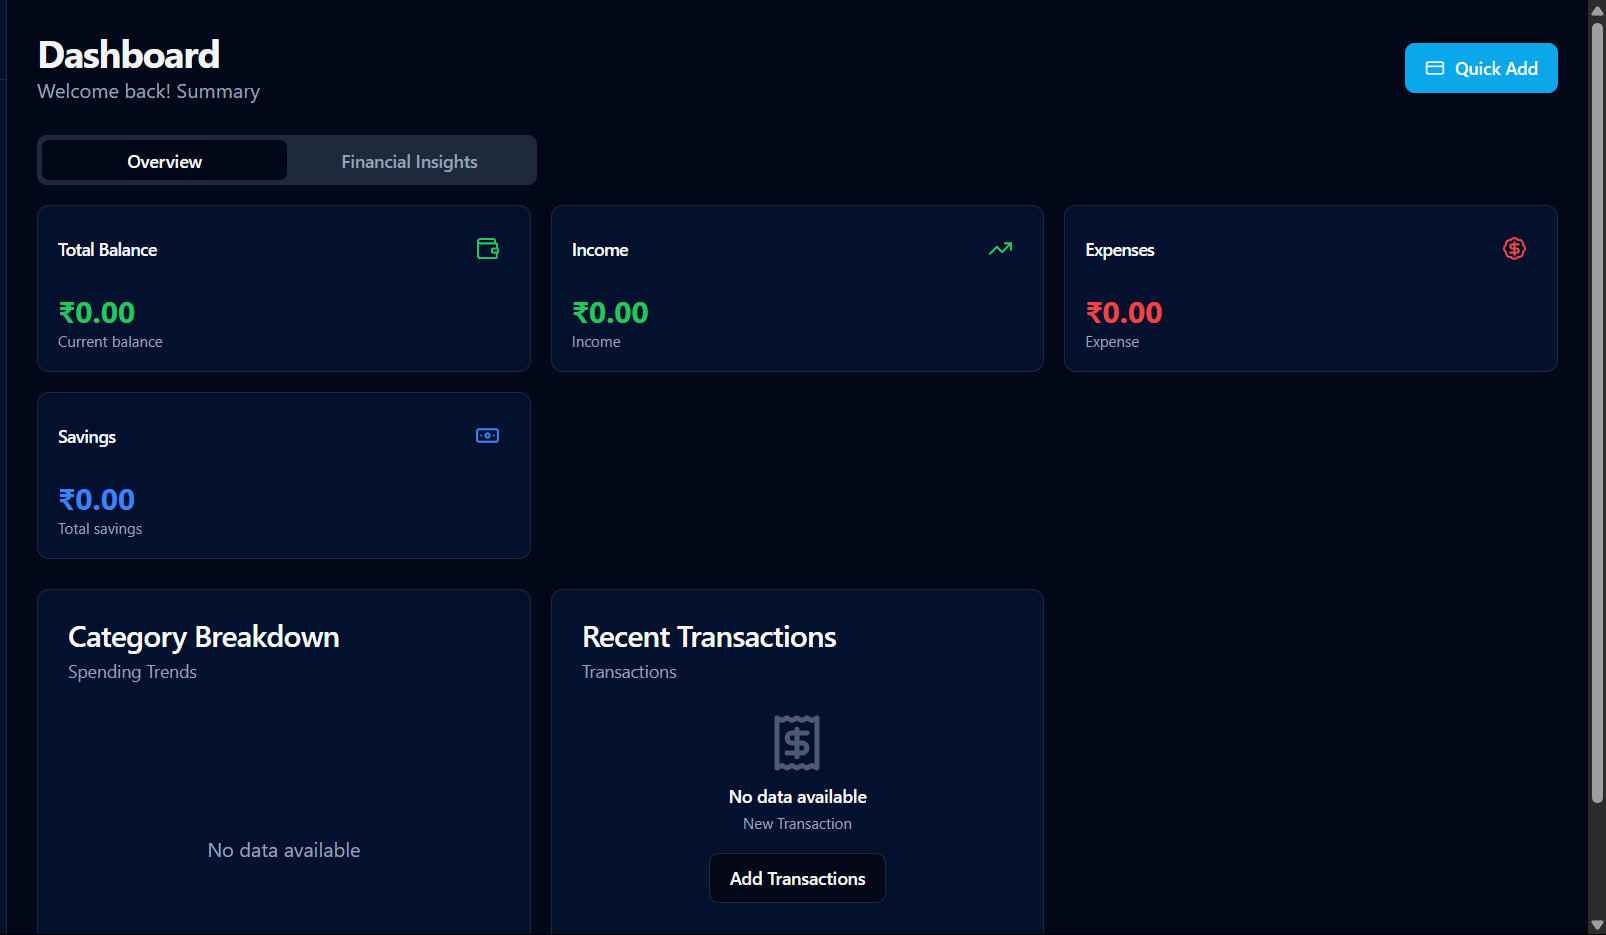 Dashboard
Welcome back! Summary
Quick Add
Overview
Financial Insights
Total Balance
₹0.00
Current balance
Income
₹0.00
Income
Expenses
₹0.00
Expense
Savings
₹0.00
Total savings
Category Breakdown
Spending Trends
No data available
Recent Transactions
Transactions
No data available
New Transaction
Add Transactions